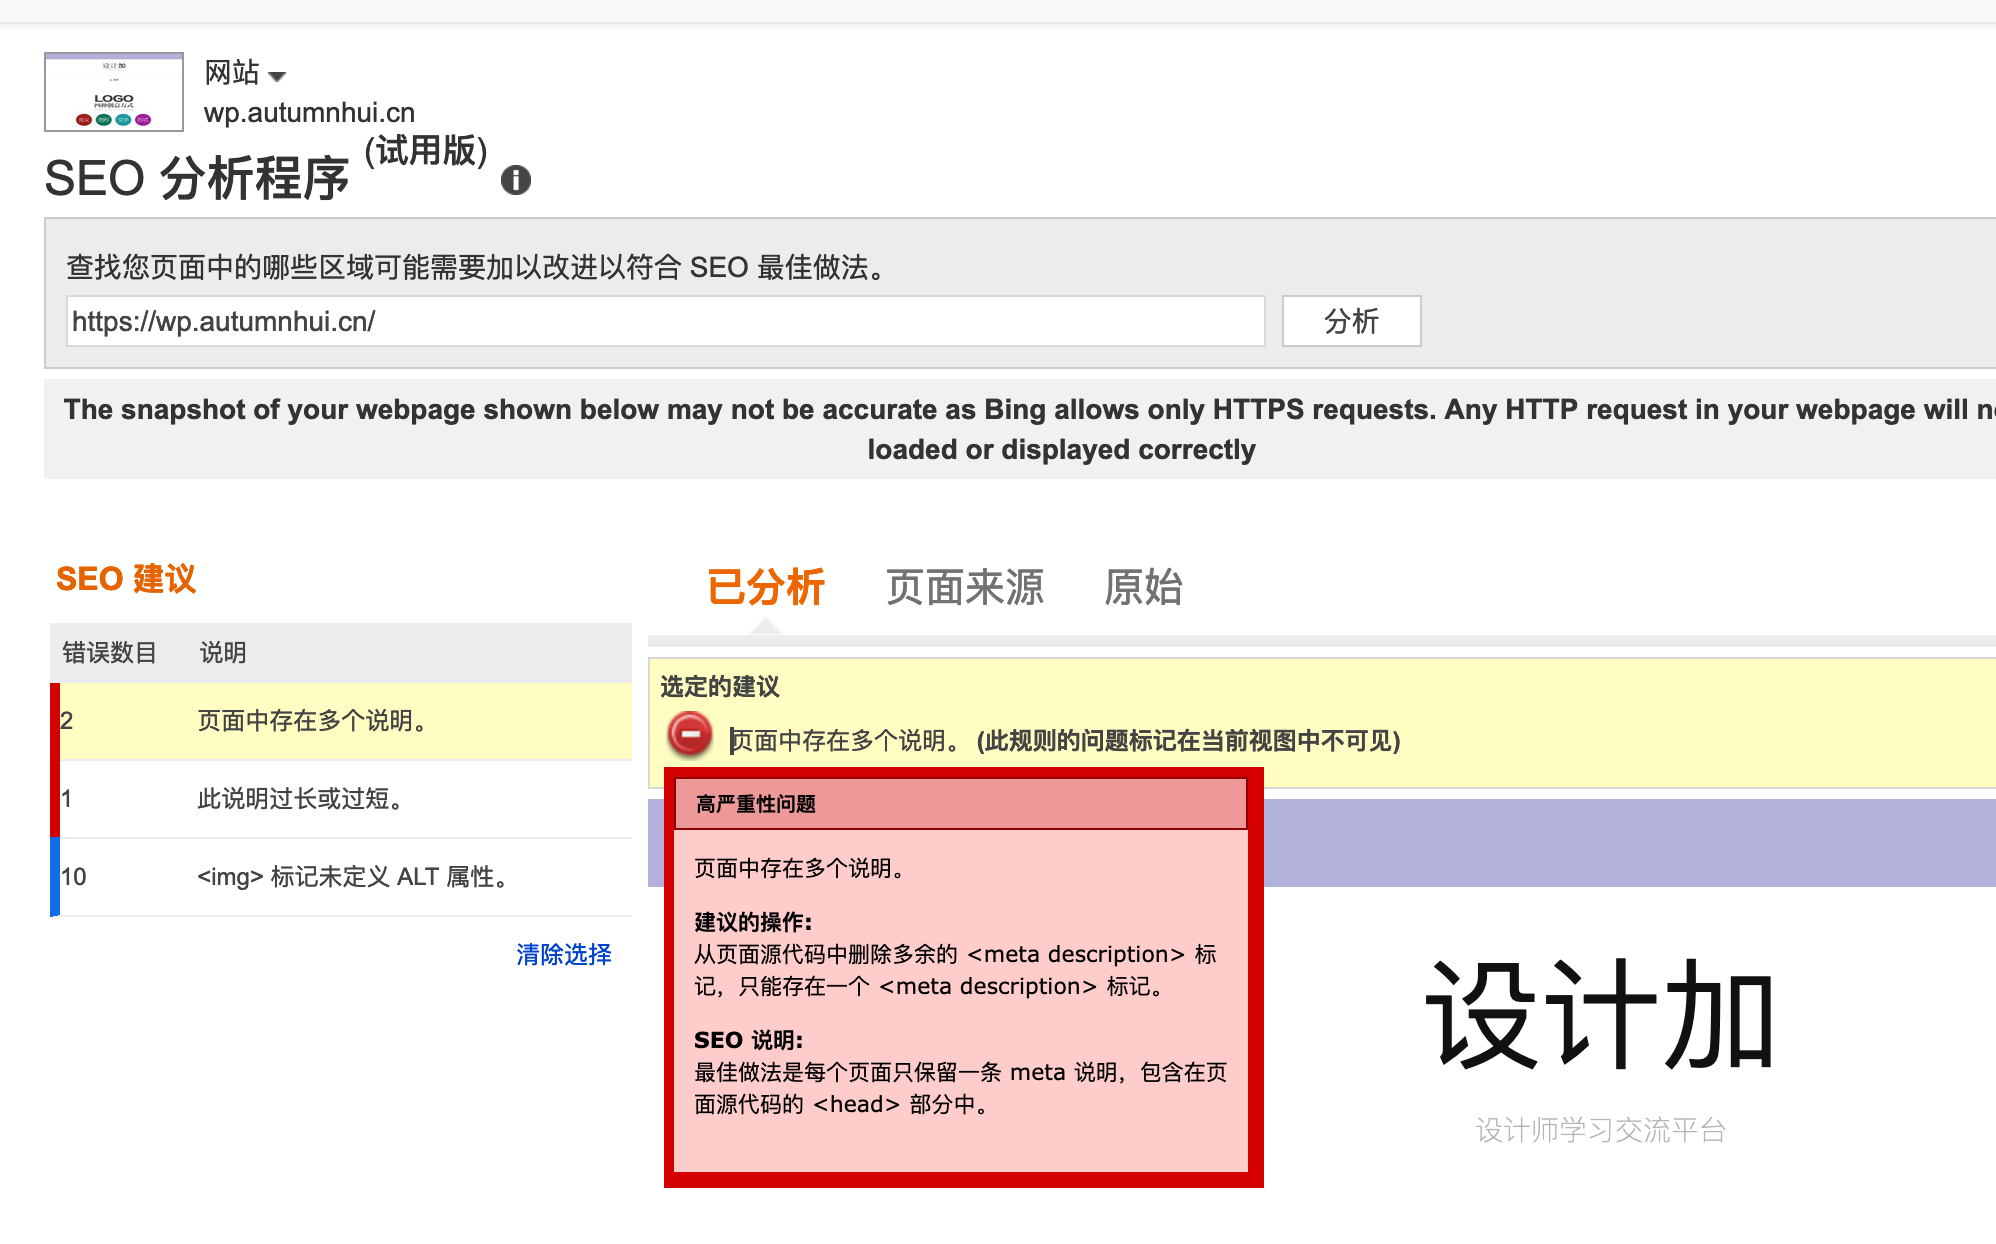 设计加
LOGO
网站
wp.autumnhui.cn
SEO 分析程序 (试用版)
查找您页面中的哪些区域可能需要加以改进以符合 SEO 最佳做法。
https://wp.autumnhui.cn/
分析
The snapshot of your webpage shown below may not be accurate as Bing allows only HTTPS requests. Any HTTP request in your webpage will
loaded or displayed correctly
SEO 建议
已分析 页面来源 原始
错误数目 说明
2 页面中存在多个说明。
1 此说明过长或过短。
10 <img> 标记未定义 ALT 属性。
清除选择
选定的建议
页面中存在多个说明。 (此规则的问题标记在当前视图中不可见)
高严重性问题
页面中存在多个说明。
建议的操作:
从页面源代码中删除多余的 <meta description> 标
记，只能存在一个 <meta description> 标记。
SEO 说明:
最佳做法是每个页面只保留一条 meta 说明，包含在页
面源代码的 <head> 部分中。
设计加
设计师学习交流平台